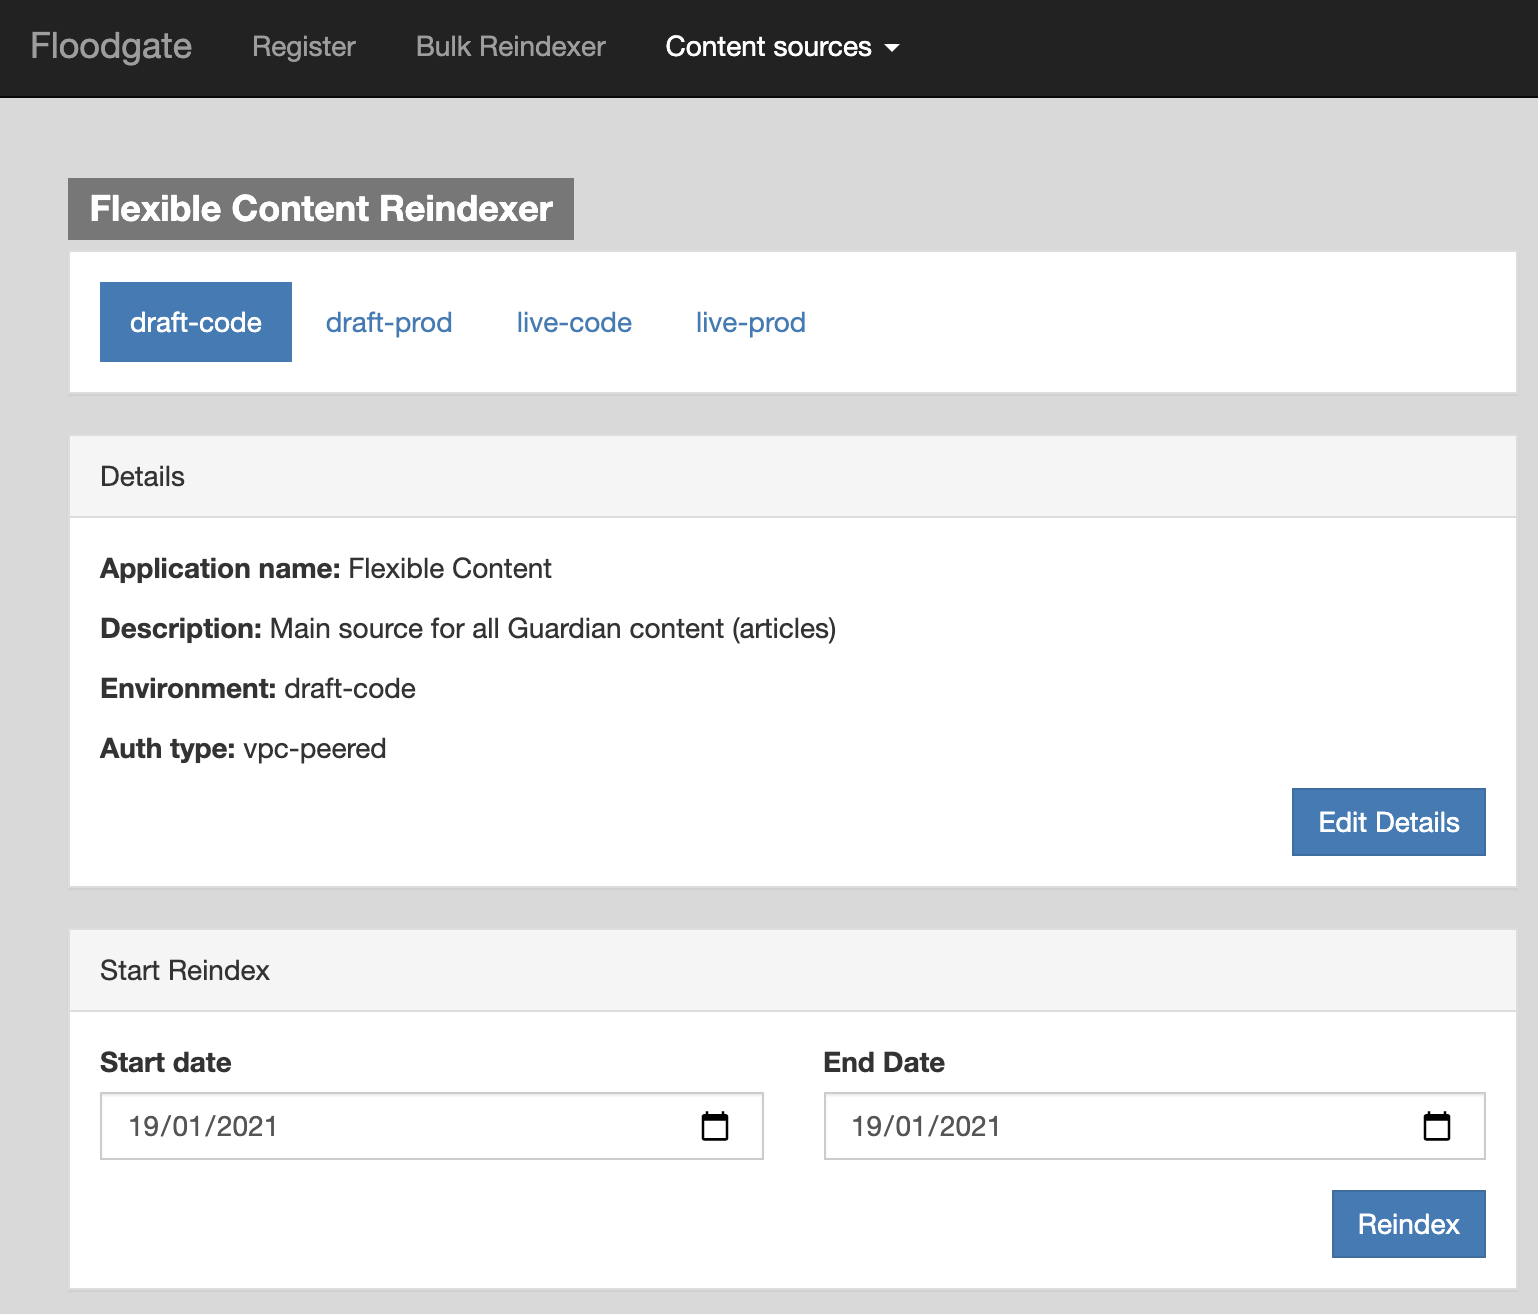 Floodgate Register Bulk Reindexer Content sources
Flexible Content Reindexer
draft-code draft-prod live-code live-prod
Details
Application name: Flexible Content
Description: Main source for all Guardian content (articles)
Environment: draft-code
Auth type: vpc-peered
Edit Details
Start Reindex
Start date End Date
19/01/2021 19/01/2021
Reindex